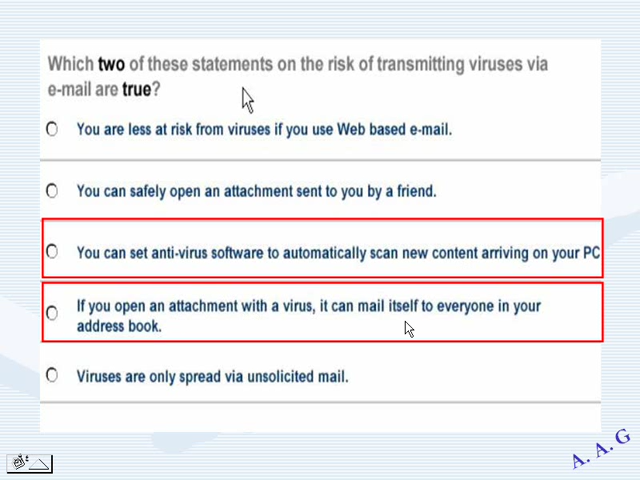 Which two of these statements on the risk of transmitting viruses via
e-mail are true?
You are less at risk from viruses if you use Web based e-mail.
You can safely open an attachment sent to you by a friend.
You can set anti-virus software to automatically scan new content arriving on your PC
If you open an attachment with a virus, it can mail itself to everyone in your
address book.
Viruses are only spread via unsolicited mail.
A. A. G